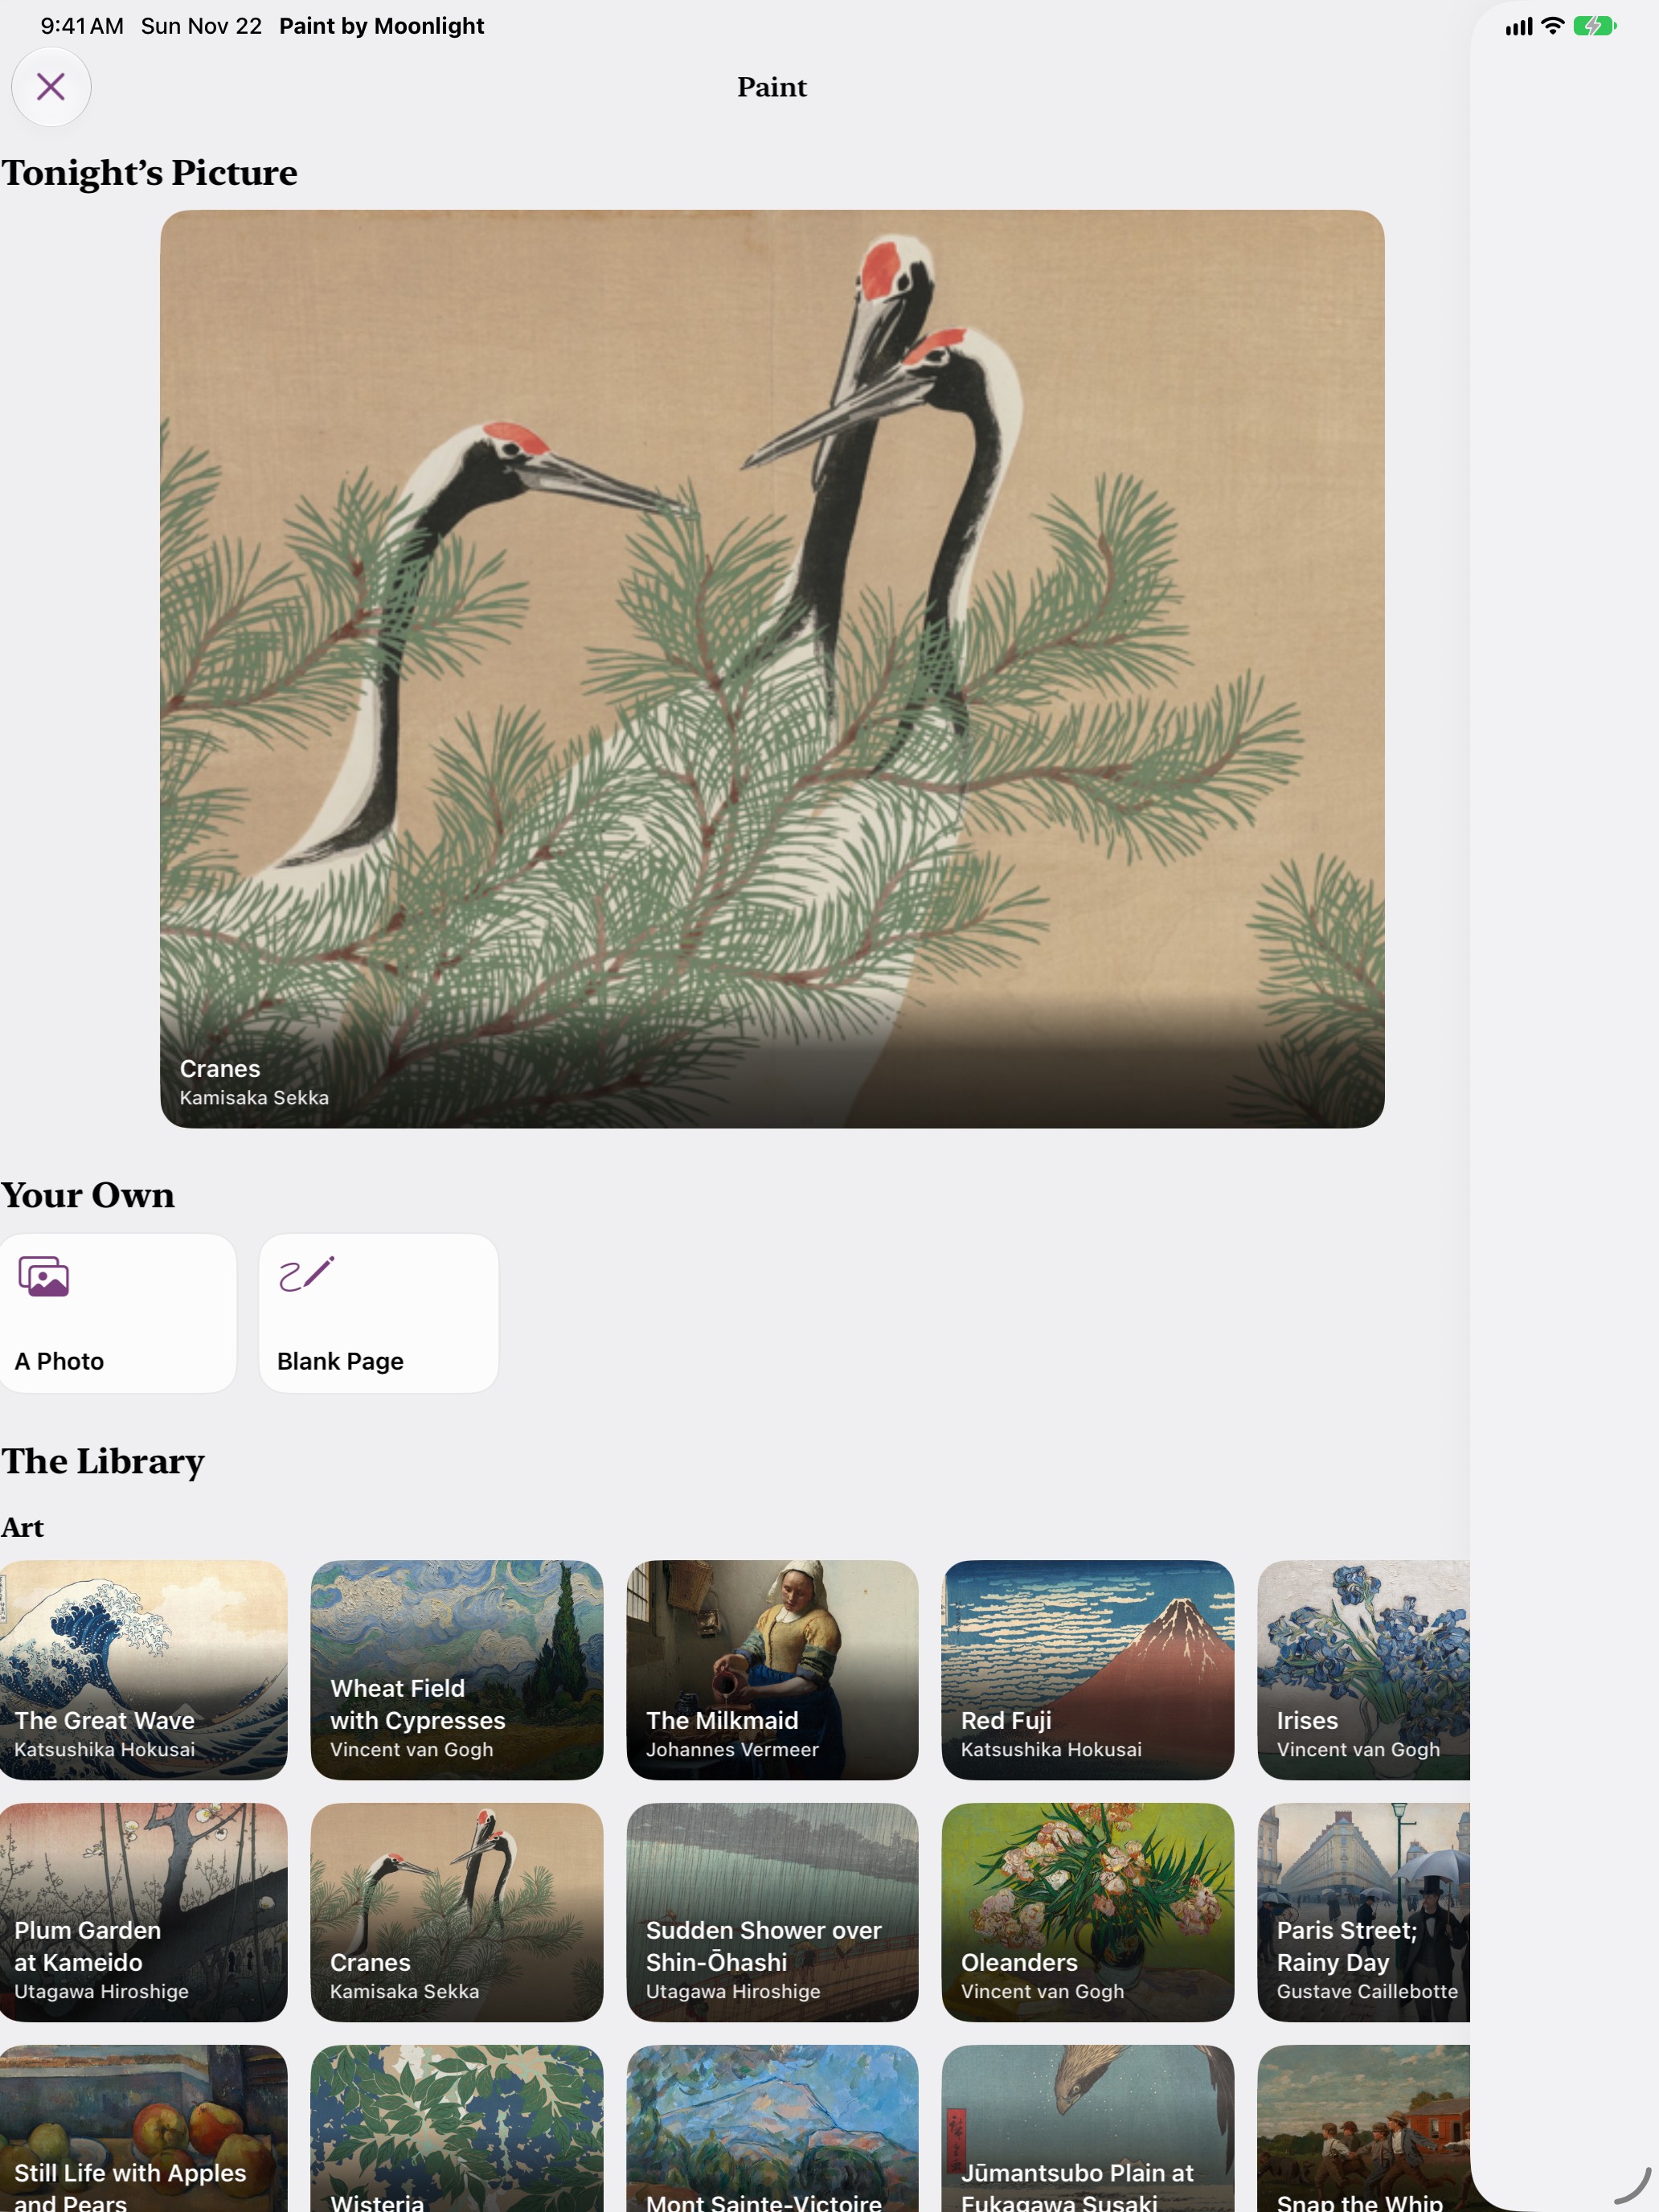 9:41 AM Sun Nov 22 Paint by Moonlight
Paint
Tonight’s Picture
Cranes
Kamisaka Sekka
Your Own
A Photo
Blank Page
The Library
Art
The Great Wave
Katsushika Hokusai
Wheat Field
with Cypresses
Vincent van Gogh
The Milkmaid
Johannes Vermeer
Red Fuji
Katsushika Hokusai
Irises
Vincent van Gogh
Plum Garden
at Kameido
Utagawa Hiroshige
Cranes
Kamisaka Sekka
Sudden Shower over
Shin-Ōhashi
Utagawa Hiroshige
Oleanders
Vincent van Gogh
Paris Street;
Rainy Day
Gustave Caillebotte
Still Life with Apples
and Pears
Wisteria
Mont Sainte-Victoire
Jūmantsubo Plain at
Fukagawa Susaki
Snap the Whip